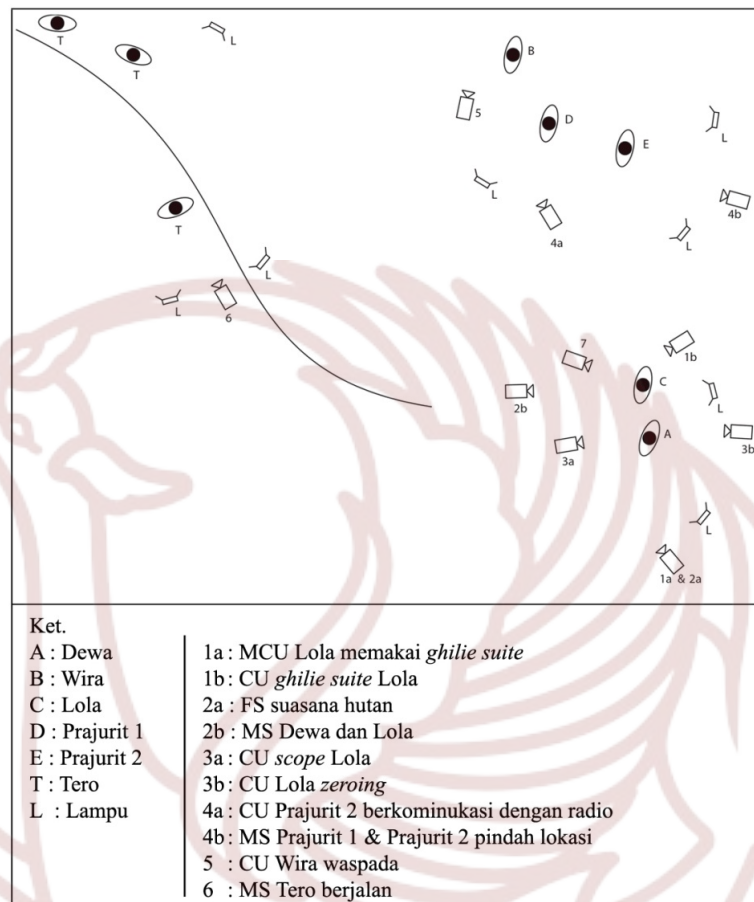 T
L
T
B
5
D
L
E
L
4b
T
4a
L
L
L
6
7
1b
C
2b
L
A
3b
3a
L
1a & 2a
Ket.
A : Dewa
B : Wira
C : Lola
D : Prajurit 1
E : Prajurit 2
T : Tero
L : Lampu
1a : MCU Lola memakai ghilie suite
1b : CU ghilie suite Lola
2a : FS suasana hutan
2b : MS Dewa dan Lola
3a : CU scope Lola
3b : CU Lola zeroing
4a : CU Prajurit 2 berkominukasi dengan radio
4b : MS Prajurit 1 & Prajurit 2 pindah lokasi
5 : CU Wira waspada
6 : MS Tero berjalan